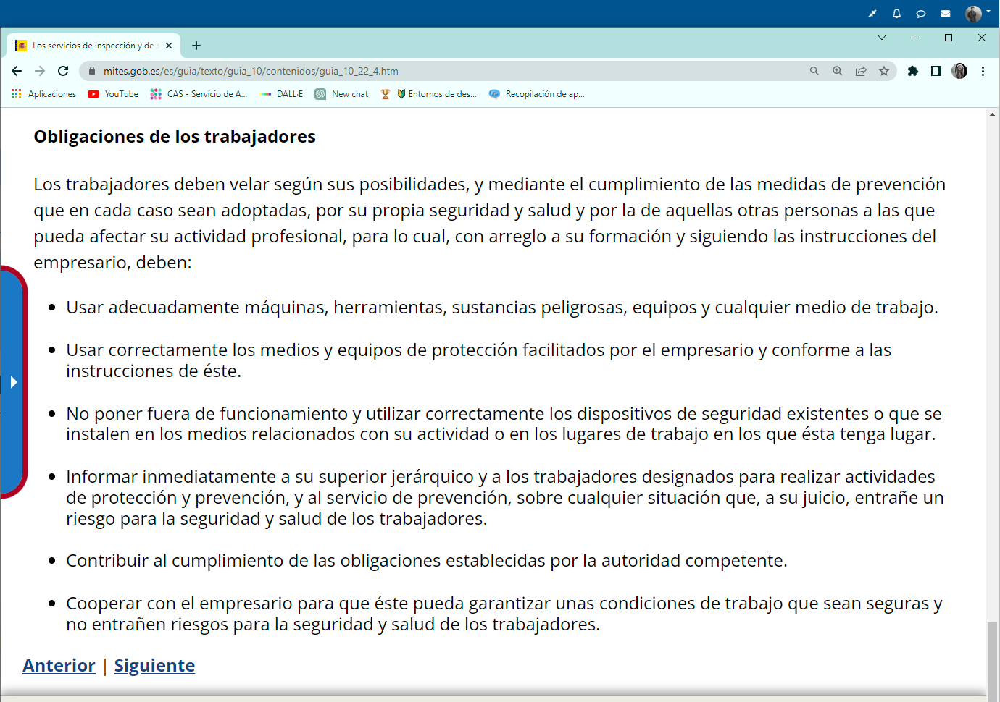 Los servicios de inspección y de s
mites.gob.es/es/guia/texto/guia_10/contenidos/guia_10_22_4.htm
Aplicaciones YouTube CAS - Servicio de A... DALL·E New chat Entornos de des... Recopilación de ap...
Obligaciones de los trabajadores
Los trabajadores deben velar según sus posibilidades, y mediante el cumplimiento de las medidas de prevención
que en cada caso sean adoptadas, por su propia seguridad y salud y por la de aquellas otras personas a las que
pueda afectar su actividad profesional, para lo cual, con arreglo a su formación y siguiendo las instrucciones del
empresario, deben:
• Usar adecuadamente máquinas, herramientas, sustancias peligrosas, equipos y cualquier medio de trabajo.
• Usar correctamente los medios y equipos de protección facilitados por el empresario y conforme a las
instrucciones de éste.
• No poner fuera de funcionamiento y utilizar correctamente los dispositivos de seguridad existentes o que se
instalen en los medios relacionados con su actividad o en los lugares de trabajo en los que ésta tenga lugar.
• Informar inmediatamente a su superior jerárquico y a los trabajadores designados para realizar actividades
de protección y prevención, y al servicio de prevención, sobre cualquier situación que, a su juicio, entrañe un
riesgo para la seguridad y salud de los trabajadores.
• Contribuir al cumplimiento de las obligaciones establecidas por la autoridad competente.
• Cooperar con el empresario para que éste pueda garantizar unas condiciones de trabajo que sean seguras y
no entrañen riesgos para la seguridad y salud de los trabajadores.
Anterior | Siguiente